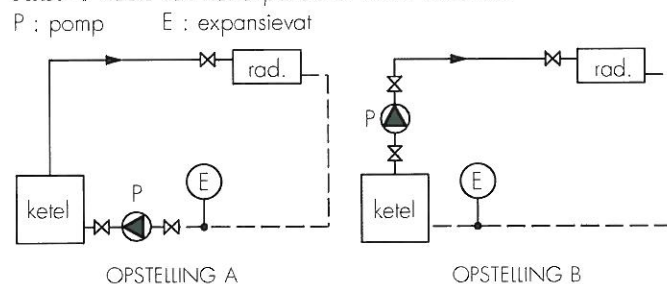 P : pomp E : expansievat
rad.
P
E
ketel
OPSTELLING A
rad.
P
E
ketel
OPSTELLING B